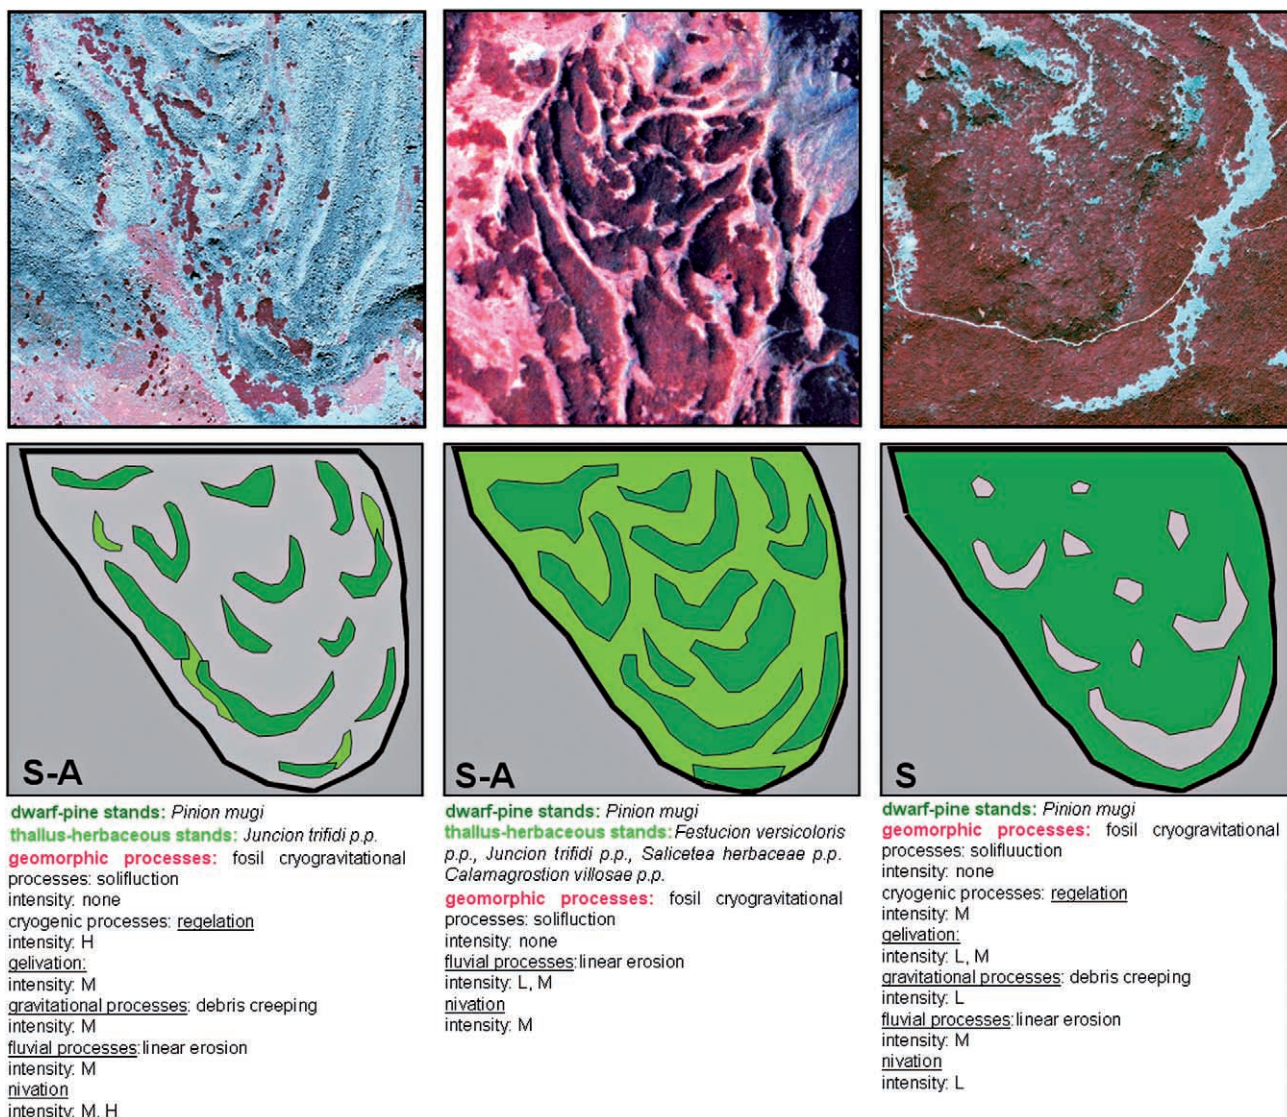 S-A
dwarf-pine stands: Pinion mugi
thallus-herbaceous stands: Juncion trifidi p.p.
geomorphic processes: fosil cryogravitational
processes: solifluction
intensity: none
cryogenic processes: regelation
intensity: H
gelivation:
intensity: M
gravitational processes: debris creeping
intensity: M
fluvial processes:linear erosion
intensity: M
nivation
intensity: M, H
S-A
dwarf-pine stands: Pinion mugi
thallus-herbaceous stands: Festucion versicoloris
p.p., Juncion trifidi p.p., Salicetea herbaceae p.p.
Calamagrostion villosae p.p.
geomorphic processes: fosil cryogravitational
processes: solifluction
intensity: none
fluvial processes:linear erosion
intensity: L, M
nivation
intensity: M
S
dwarf-pine stands: Pinion mugi
geomorphic processes: fosil cryogravitational
processes: solifluuction
intensity: none
cryogenic processes: regelation
intensity: M
gelivation:
intensity: L, M
gravitational processes: debris creeping
intensity: L
fluvial processes:linear erosion
intensity: M
nivation
intensity: L